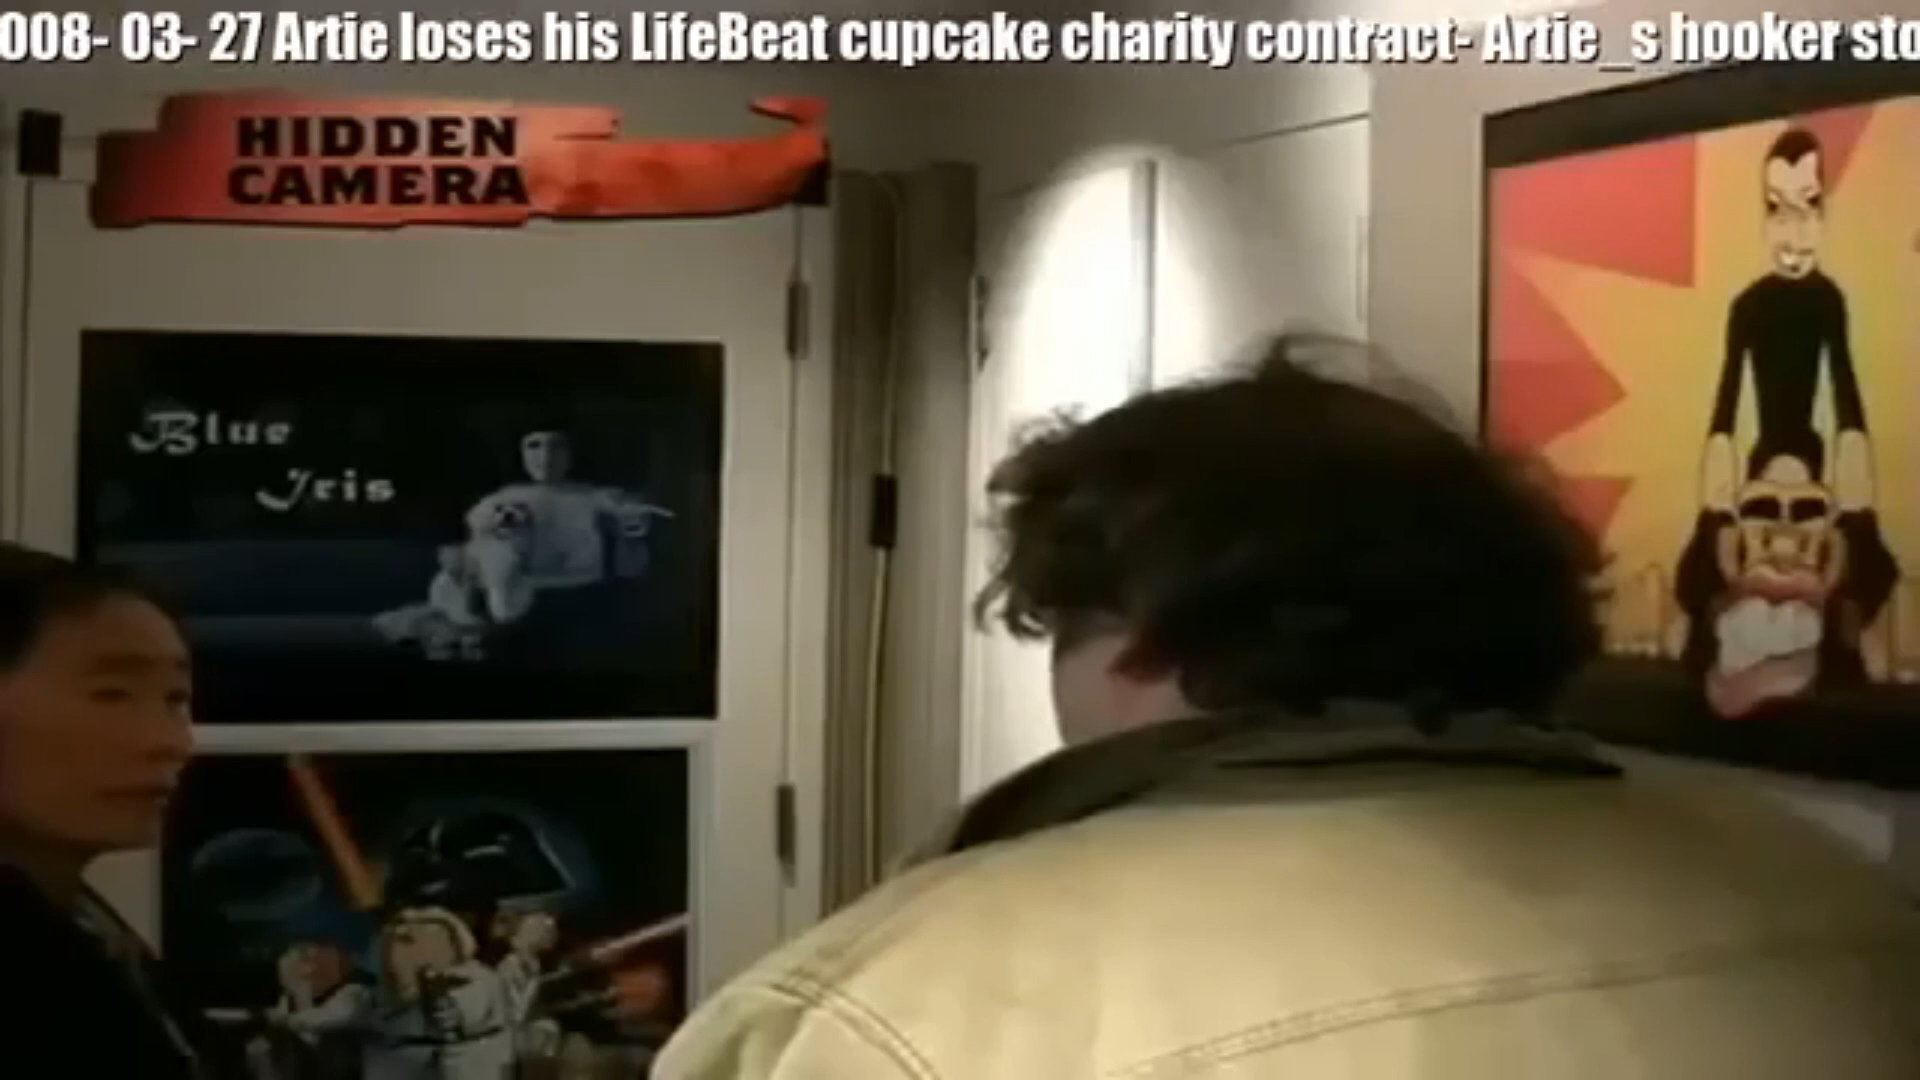 008- 03- 27 Artie loses his LifeBeat cupcake charity contract- Artie_s hooker sto
HIDDEN
CAMERA
Blue
Iris